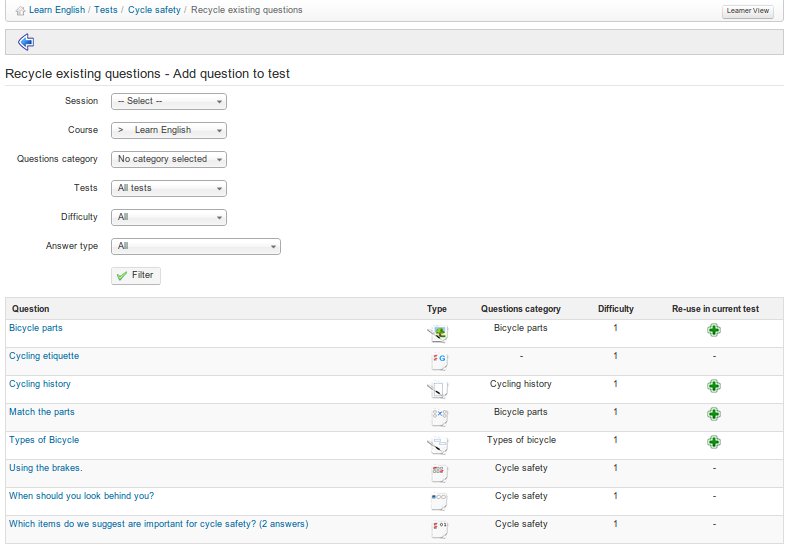 Learn English / Tests / Cycle safety / Recycle existing questions Learner View
Recycle existing questions - Add question to test
Session -- Select --
Course > Learn English
Questions category No category selected
Tests All tests
Difficulty All
Answer type All
Filter
Question Type Questions category Difficulty Re-use in current test
Bicycle parts Bicycle parts 1
Cycling etiquette - 1 -
Cycling history Cycling history 1
Match the parts Bicycle parts 1
Types of Bicycle Types of bicycle 1
Using the brakes. Cycle safety 1 -
When should you look behind you? Cycle safety 1 -
Which items do we suggest are important for cycle safety? (2 answers) Cycle safety 1 -